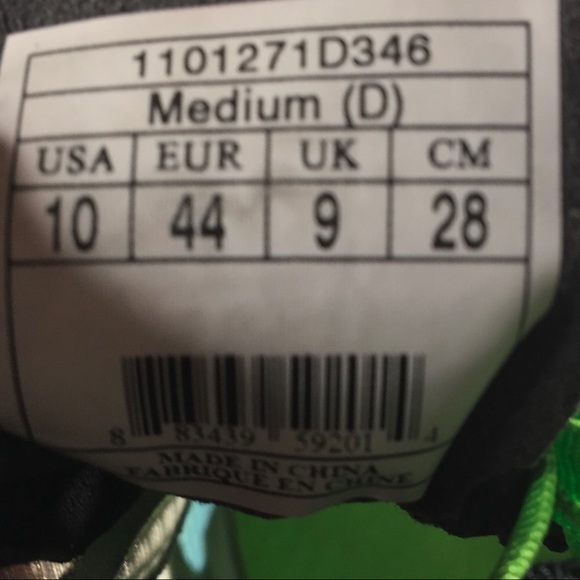 1101271D346
Medium (D)
USA EUR UK CM
10 44 9 28
8 83439 59201 4
MADE IN CHINA
FABRIQUE EN CHINE